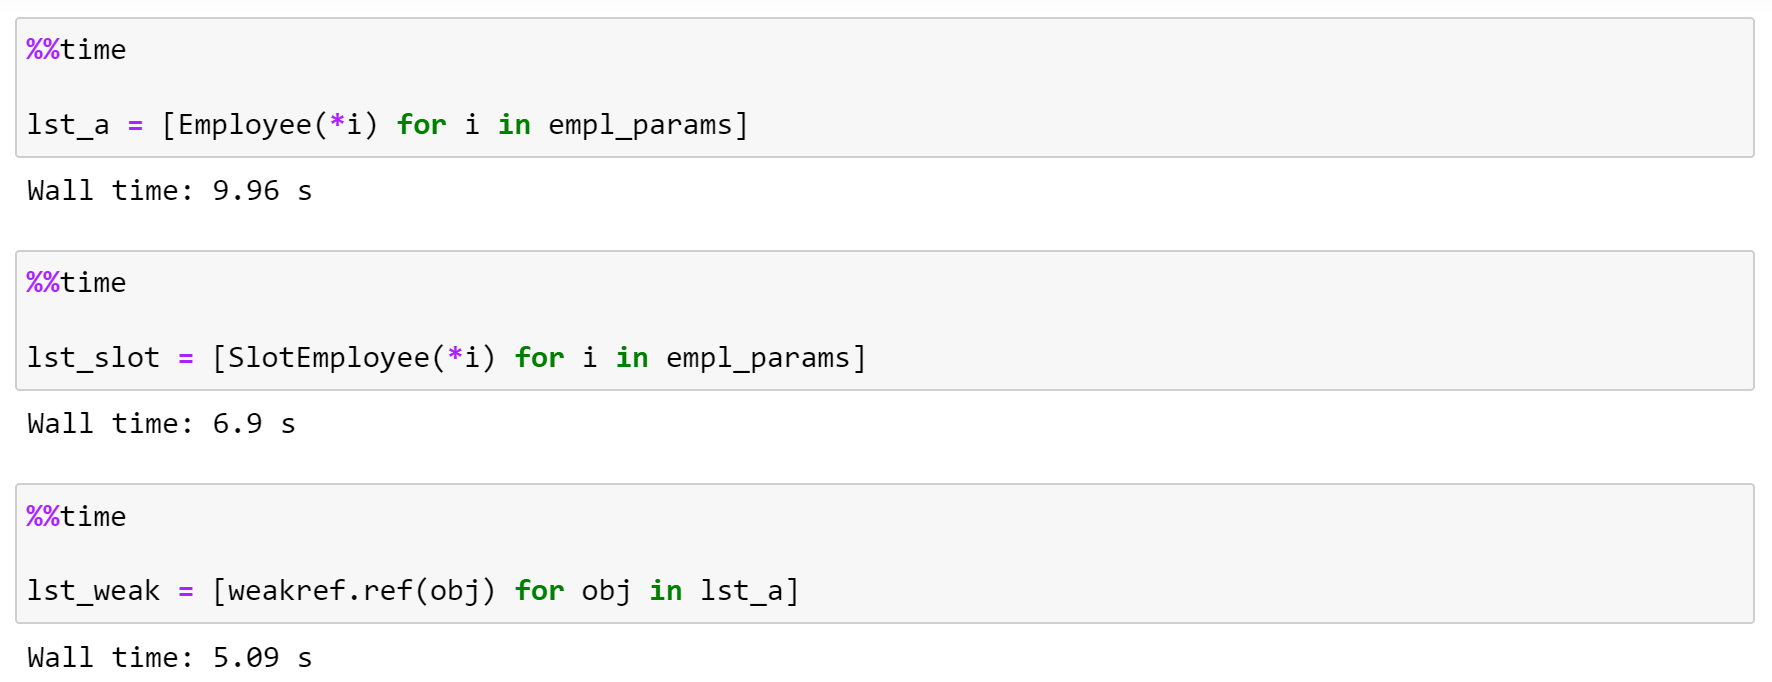 %%time
lst_a = [Employee(*i) for i in empl_params]
Wall time: 9.96 s
%%time
lst_slot = [SlotEmployee(*i) for i in empl_params]
Wall time: 6.9 s
%%time
lst_weak = [weakref.ref(obj) for obj in lst_a]
Wall time: 5.09 s